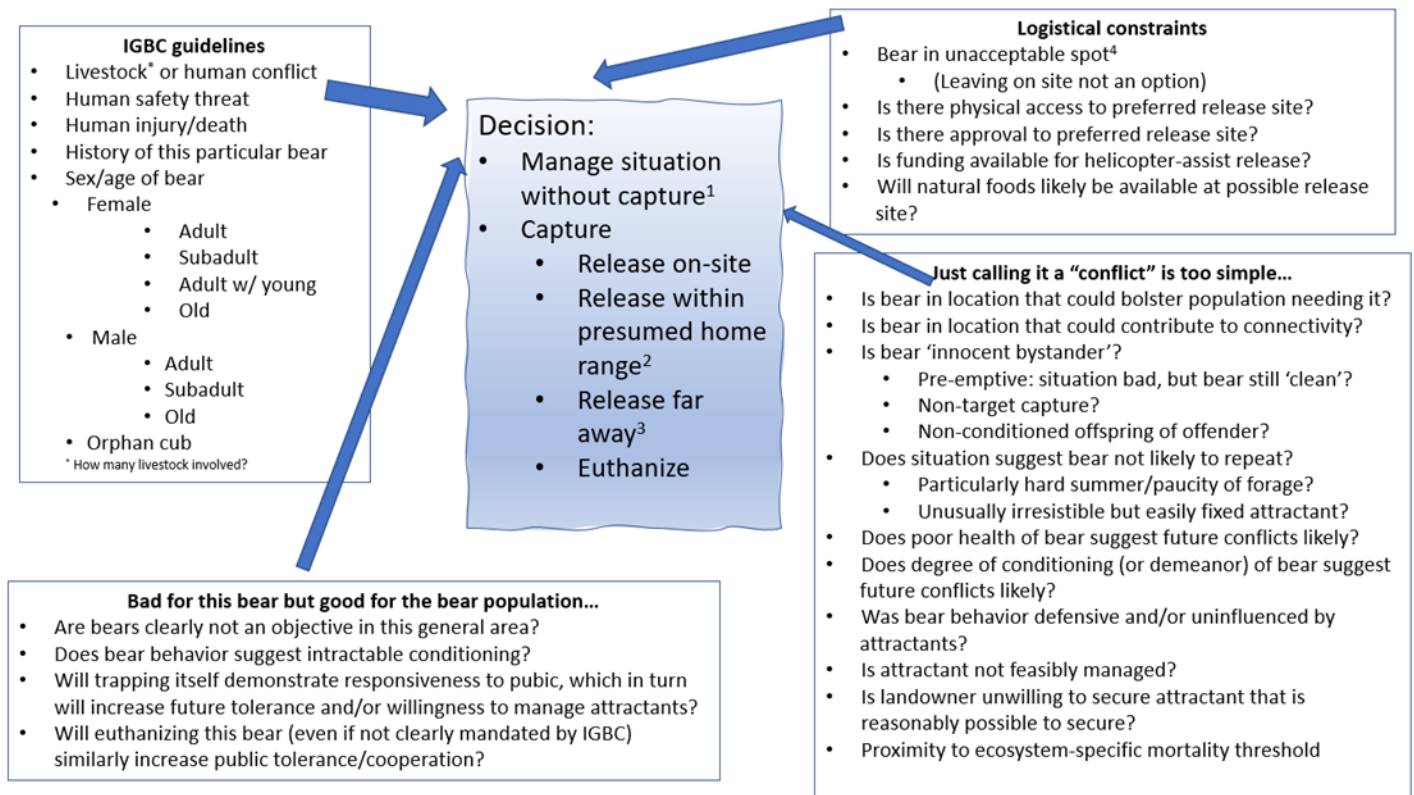 IGBC guidelines
• Livestock* or human conflict
• Human safety threat
• Human injury/death
• History of this particular bear
• Sex/age of bear
• Female
• Adult
• Subadult
• Adult w/ young
• Old
• Male
• Adult
• Subadult
• Old
• Orphan cub
* How many livestock involved?
Decision:
• Manage situation
without capture¹
• Capture
• Release on-site
• Release within
presumed home
range²
• Release far
away³
• Euthanize
Logistical constraints
• Bear in unacceptable spot⁴
• (Leaving on site not an option)
• Is there physical access to preferred release site?
• Is there approval to preferred release site?
• Is funding available for helicopter-assist release?
• Will natural foods likely be available at possible release
site?
Just calling it a “conflict” is too simple…
• Is bear in location that could bolster population needing it?
• Is bear in location that could contribute to connectivity?
• Is bear ‘innocent bystander’?
• Pre-emptive: situation bad, but bear still ‘clean’?
• Non-target capture?
• Non-conditioned offspring of offender?
• Does situation suggest bear not likely to repeat?
• Particularly hard summer/paucity of forage?
• Unusually irresistible but easily fixed attractant?
• Does poor health of bear suggest future conflicts likely?
• Does degree of conditioning (or demeanor) of bear suggest
future conflicts likely?
• Was bear behavior defensive and/or uninfluenced by
attractants?
• Is attractant not feasibly managed?
• Is landowner unwilling to secure attractant that is
reasonably possible to secure?
• Proximity to ecosystem-specific mortality threshold
Bad for this bear but good for the bear population…
• Are bears clearly not an objective in this general area?
• Does bear behavior suggest intractable conditioning?
• Will trapping itself demonstrate responsiveness to pubic, which in turn
will increase future tolerance and/or willingness to manage attractants?
• Will euthanizing this bear (even if not clearly mandated by IGBC)
similarly increase public tolerance/cooperation?